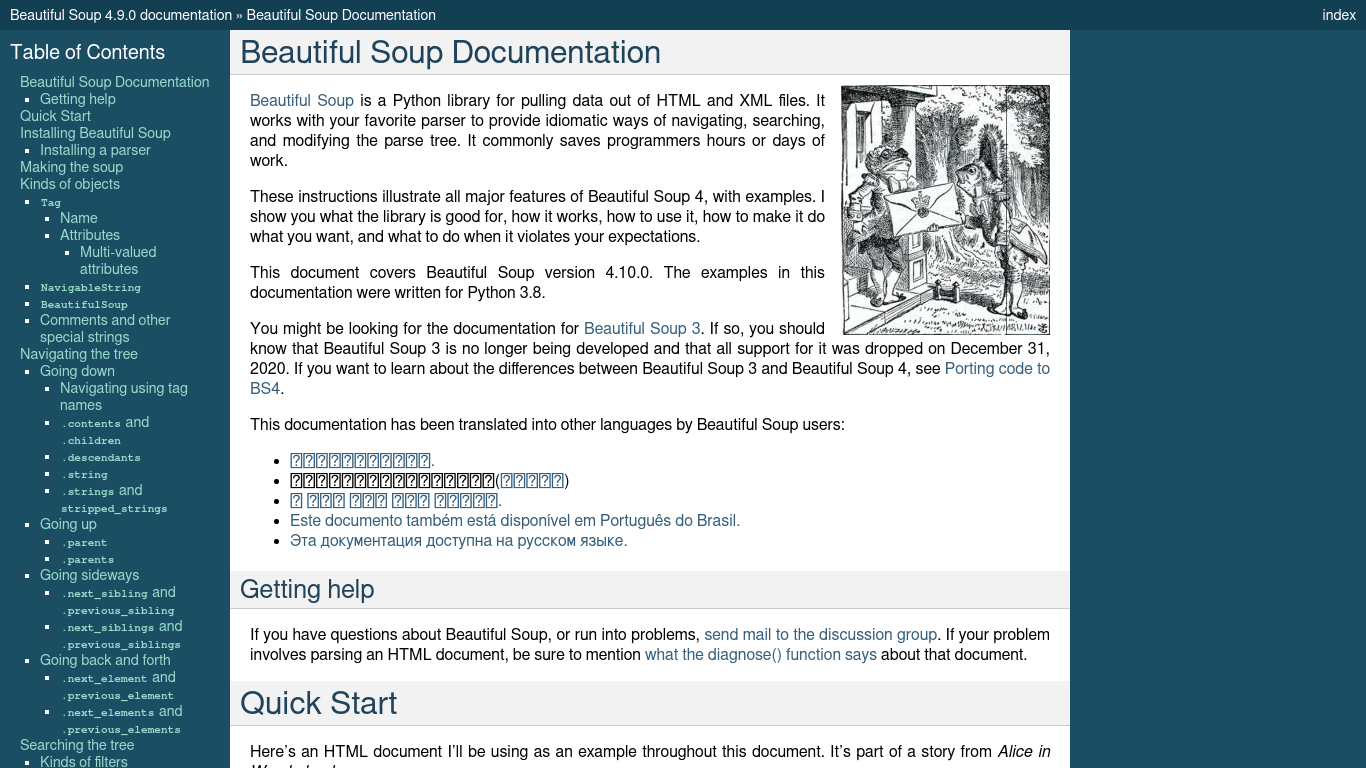 Beautiful Soup 4.9.0 documentation » Beautiful Soup Documentation
index
Table of Contents
Beautiful Soup Documentation
Getting help
Quick Start
Installing Beautiful Soup
Installing a parser
Making the soup
Kinds of objects
Tag
Name
Attributes
Multi-valued
attributes
NavigableString
BeautifulSoup
Comments and other
special strings
Navigating the tree
Going down
Navigating using tag
names
.contents and
.children
.descendants
.string
.strings and
stripped_strings
Going up
.parent
.parents
Going sideways
.next_sibling and
.previous_sibling
.next_siblings and
.previous_siblings
Going back and forth
.next_element and
.previous_element
.next_elements and
.previous_elements
Searching the tree
Kinds of filters
Beautiful Soup Documentation
Beautiful Soup is a Python library for pulling data out of HTML and XML files. It
works with your favorite parser to provide idiomatic ways of navigating, searching,
and modifying the parse tree. It commonly saves programmers hours or days of
work.
These instructions illustrate all major features of Beautiful Soup 4, with examples. I
show you what the library is good for, how it works, how to use it, how to make it do
what you want, and what to do when it violates your expectations.
This document covers Beautiful Soup version 4.10.0. The examples in this
documentation were written for Python 3.8.
You might be looking for the documentation for Beautiful Soup 3. If so, you should
know that Beautiful Soup 3 is no longer being developed and that all support for it was dropped on December 31,
2020. If you want to learn about the differences between Beautiful Soup 3 and Beautiful Soup 4, see Porting code to
BS4.
This documentation has been translated into other languages by Beautiful Soup users:
Este documento também está disponível em Português do Brasil.
Эта документация доступна на русском языке.
Getting help
If you have questions about Beautiful Soup, or run into problems, send mail to the discussion group. If your problem
involves parsing an HTML document, be sure to mention what the diagnose() function says about that document.
Quick Start
Here's an HTML document I'll be using as an example throughout this document. It's part of a story from Alice in